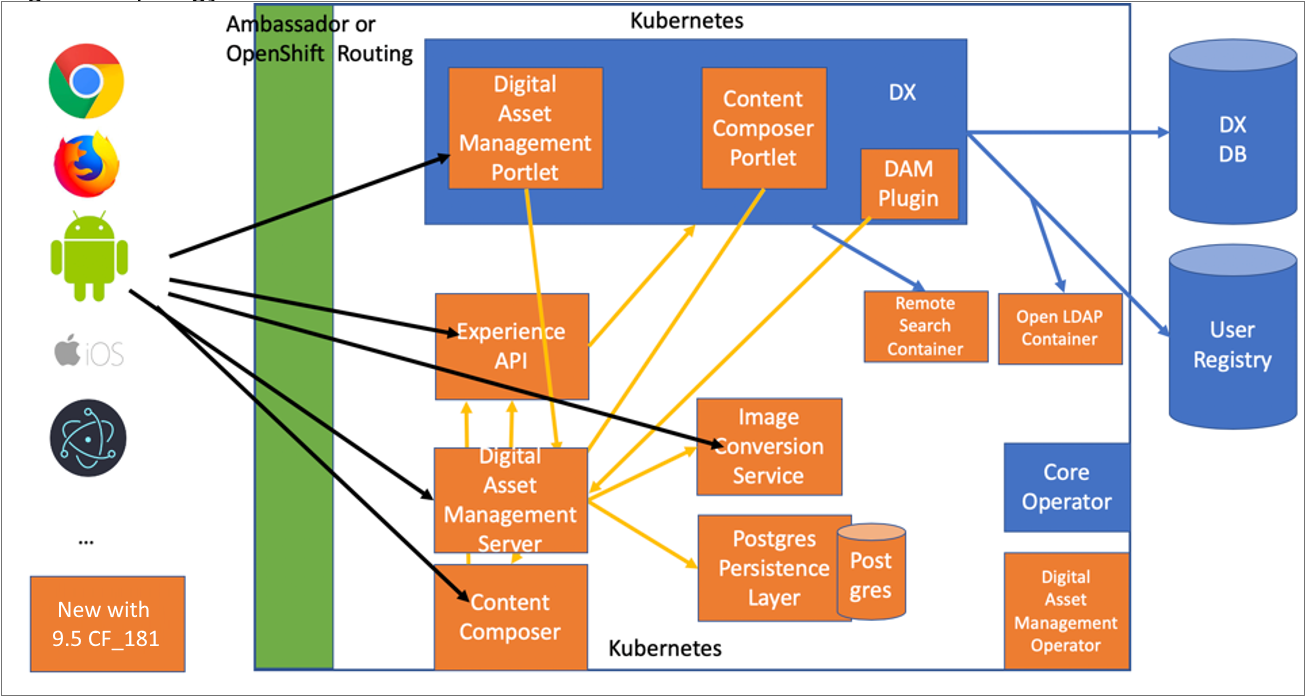 Ambassador or
OpenShift Routing
Kubernetes
Digital
Asset
Management
Portlet
Content
Composer
Portlet
DX
DAM
Plugin
DX
DB
Experience
API
Remote
Search
Container
Open LDAP
Container
User
Registry
iOS
Image
Conversion
Service
Digital
Asset
Management
Server
Core
Operator
...
Postgres
Persistence
Layer
Post
gres
New with
9.5 CF_181
Content
Composer
Digital
Asset
Management
Operator
Kubernetes